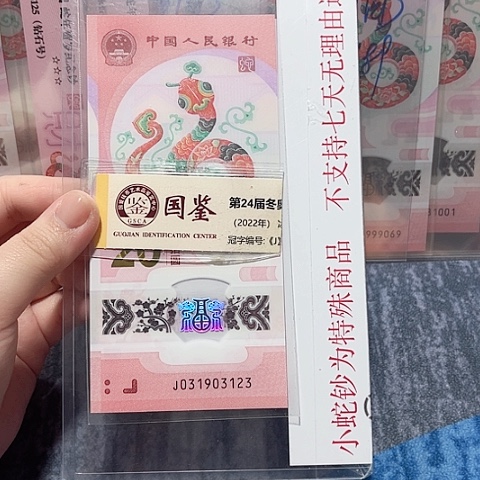 中国人民银行
国鉴
GSCA
GUOJIAN IDENTIFICATION CENTER
第24届冬
(2022年)
冠字编号:《J》
J031903123
小蛇钞为特殊商品 不支持七天无理由
999069
31001